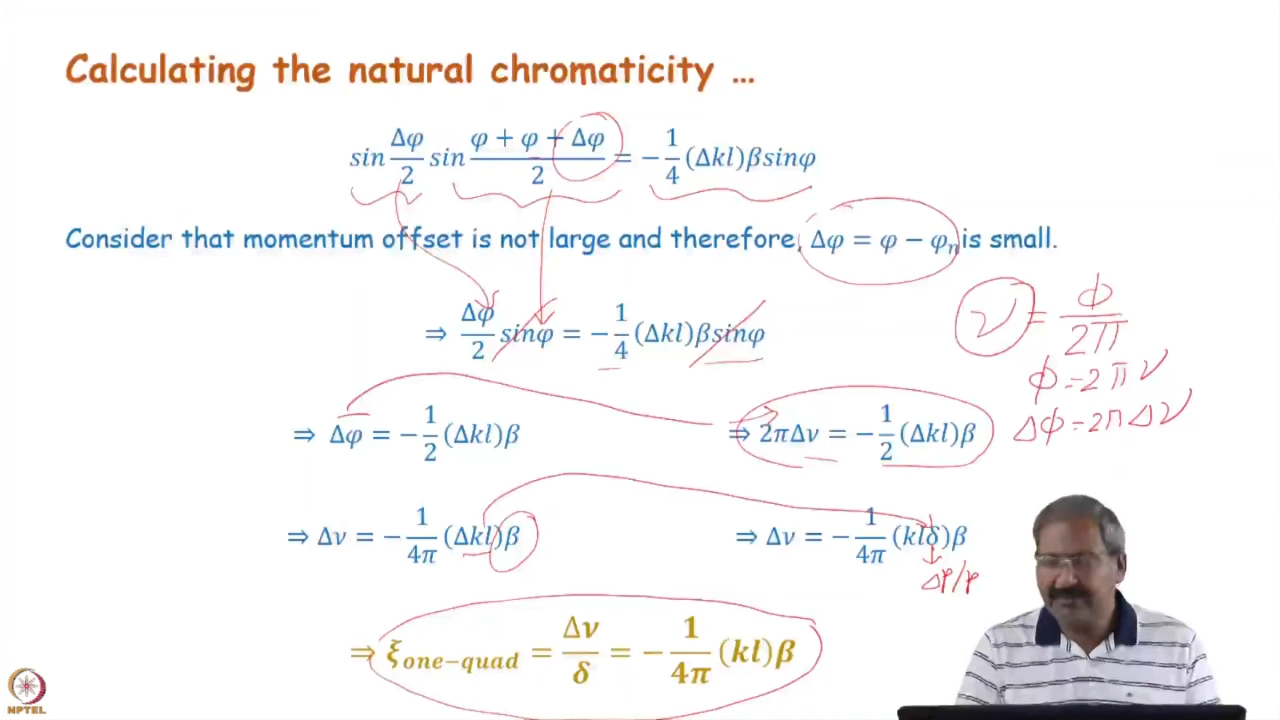 Calculating the natural chromaticity ...
sin Δφ/2 sin (φ + φ + Δφ)/2 = −1/4 (Δkl)βsinφ
Consider that momentum offset is not large and therefore, Δφ = φ − φₙ is small.
⇒ Δφ/2 sinφ = −1/4 (Δkl)βsinφ
ν = ϕ/2π
ϕ = 2πν
Δϕ = 2πΔν
⇒ Δφ = −1/2 (Δkl)β
⇒ 2πΔν = −1/2 (Δkl)β
⇒ Δν = −1/4π (Δkl)β
⇒ Δν = −1/4π (klδ)β
Δp/p
⇒ ξ one−quad = Δν/δ = −1/4π (kl)β
NPTEL